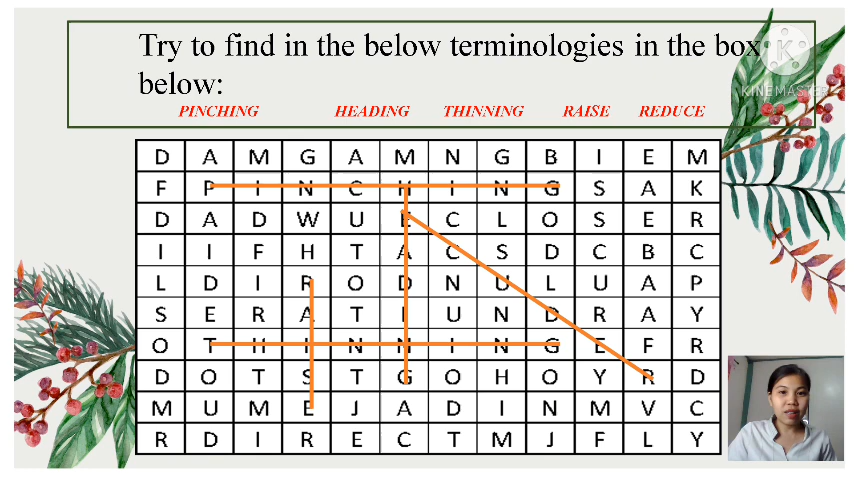 Try to find in the below terminologies in the box
below:
KINEMASTER
PINCHING HEADING THINNING RAISE REDUCE
D A M G A M N G B I E M
F P I N C H I N G S A K
D A D W U E C L O S E R
I I F H T A C S D C B C
L D I R O D N U L U A P
S E R A T I U N D R A Y
O T H I N N I N G E F R
D O T S T G O H O Y R D
M U M E J A D I N M V C
R D I R E C T M J F L Y